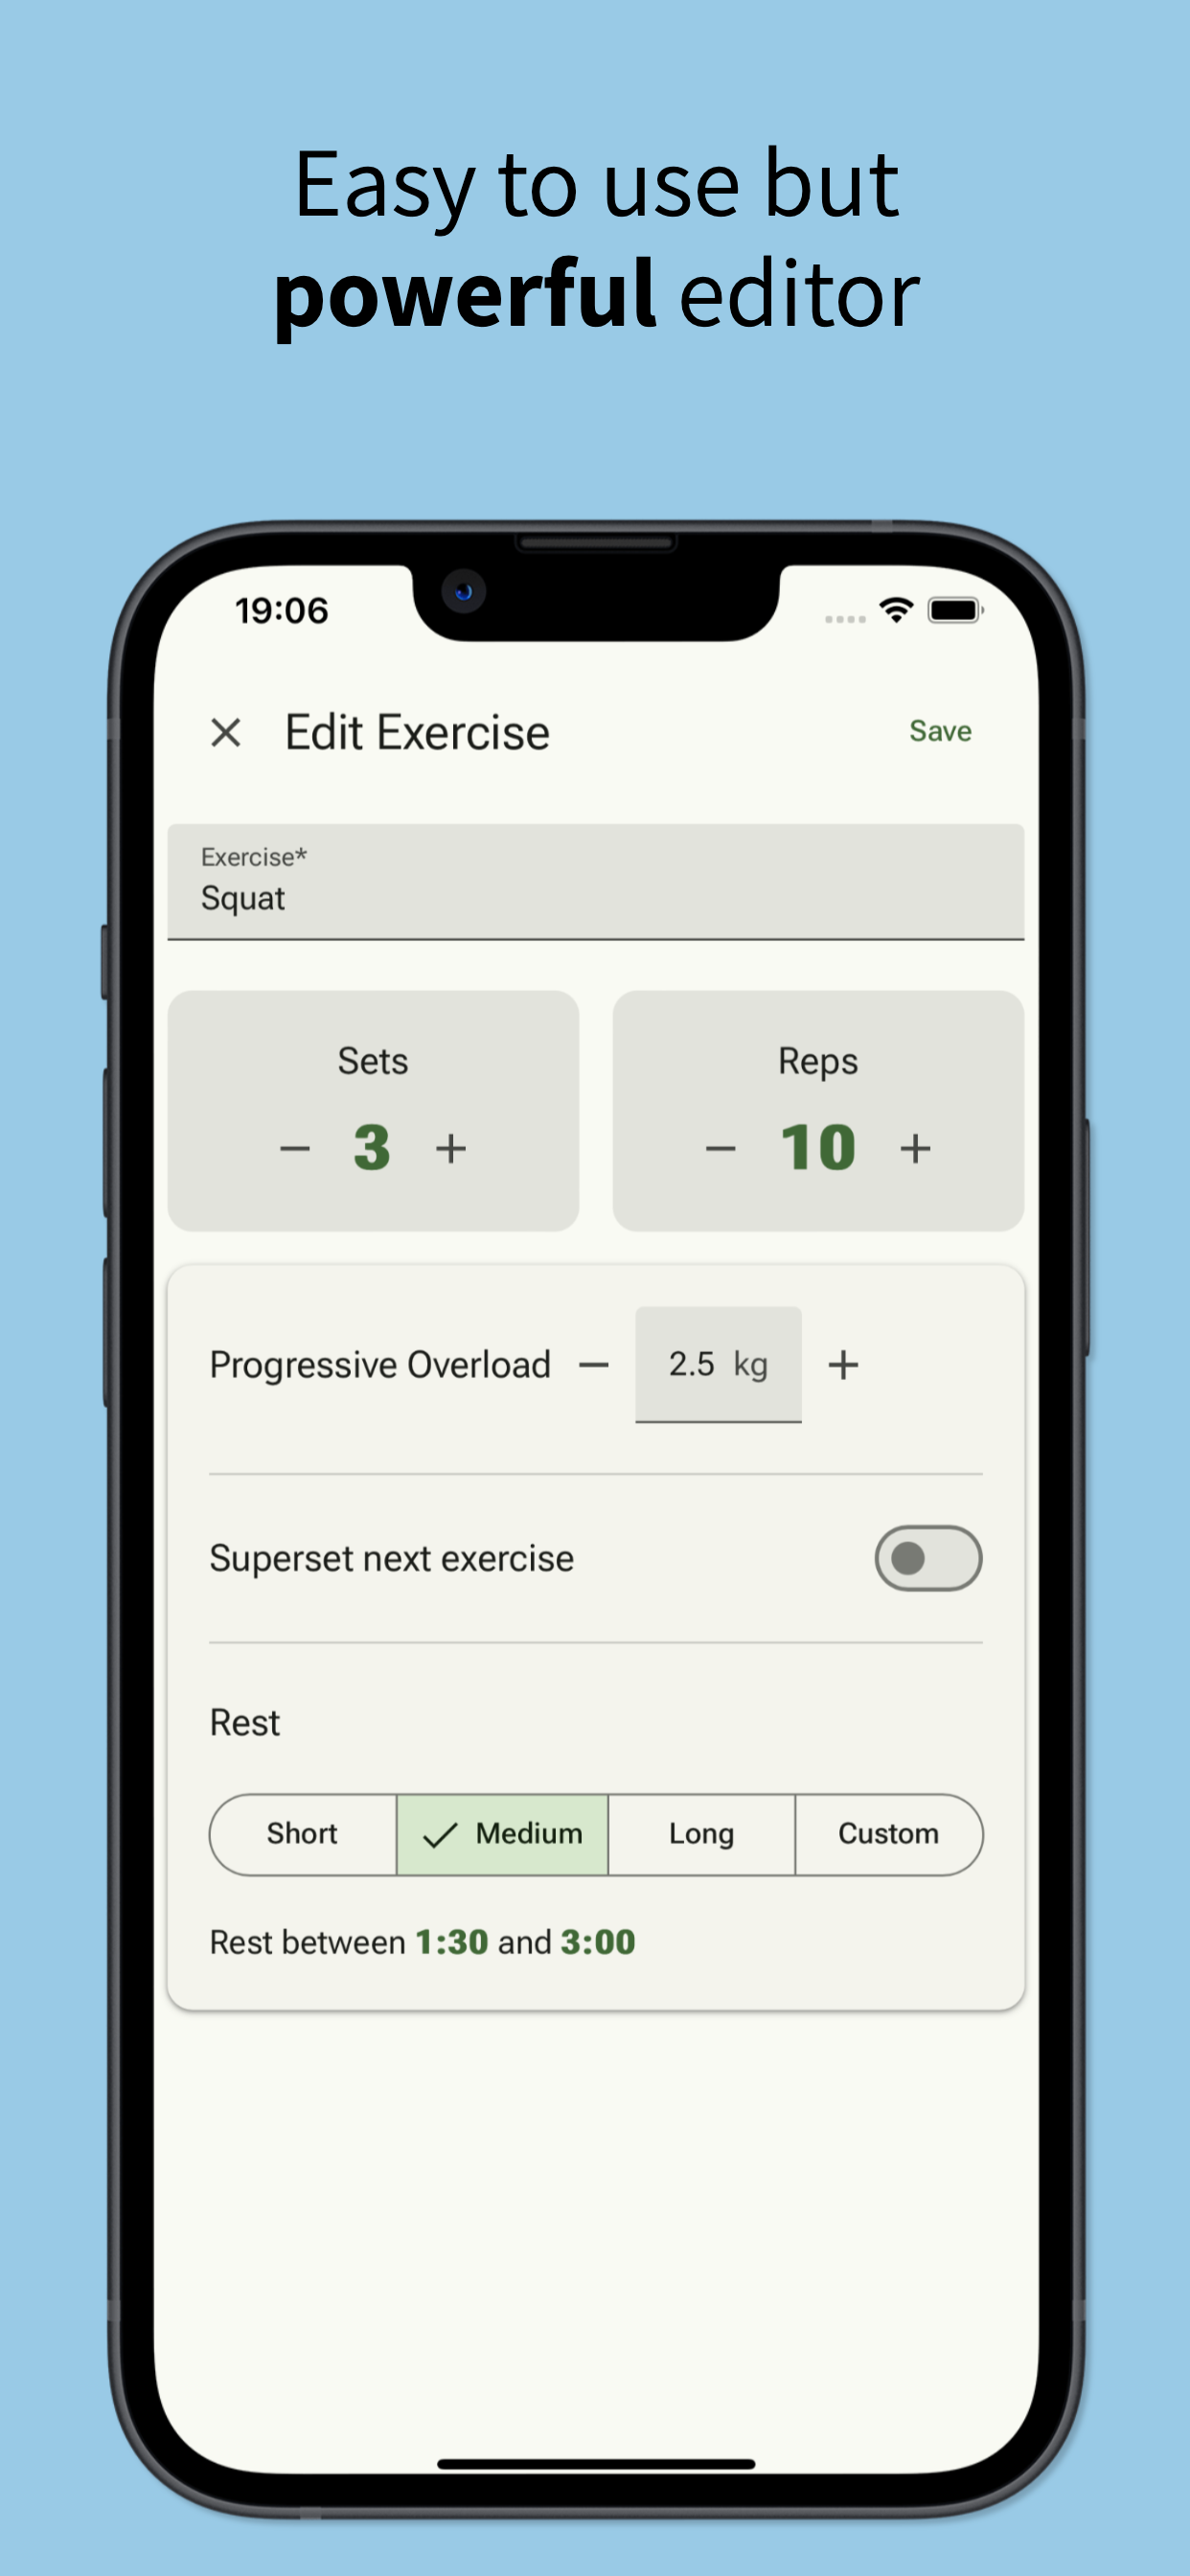 Easy to use but
powerful editor
19:06
Edit Exercise
Save
Exercise*
Squat
Sets
Reps
− 3 +
− 10 +
Progressive Overload − 2.5 kg +
Superset next exercise
Rest
Short
Medium
Long
Custom
Rest between 1:30 and 3:00